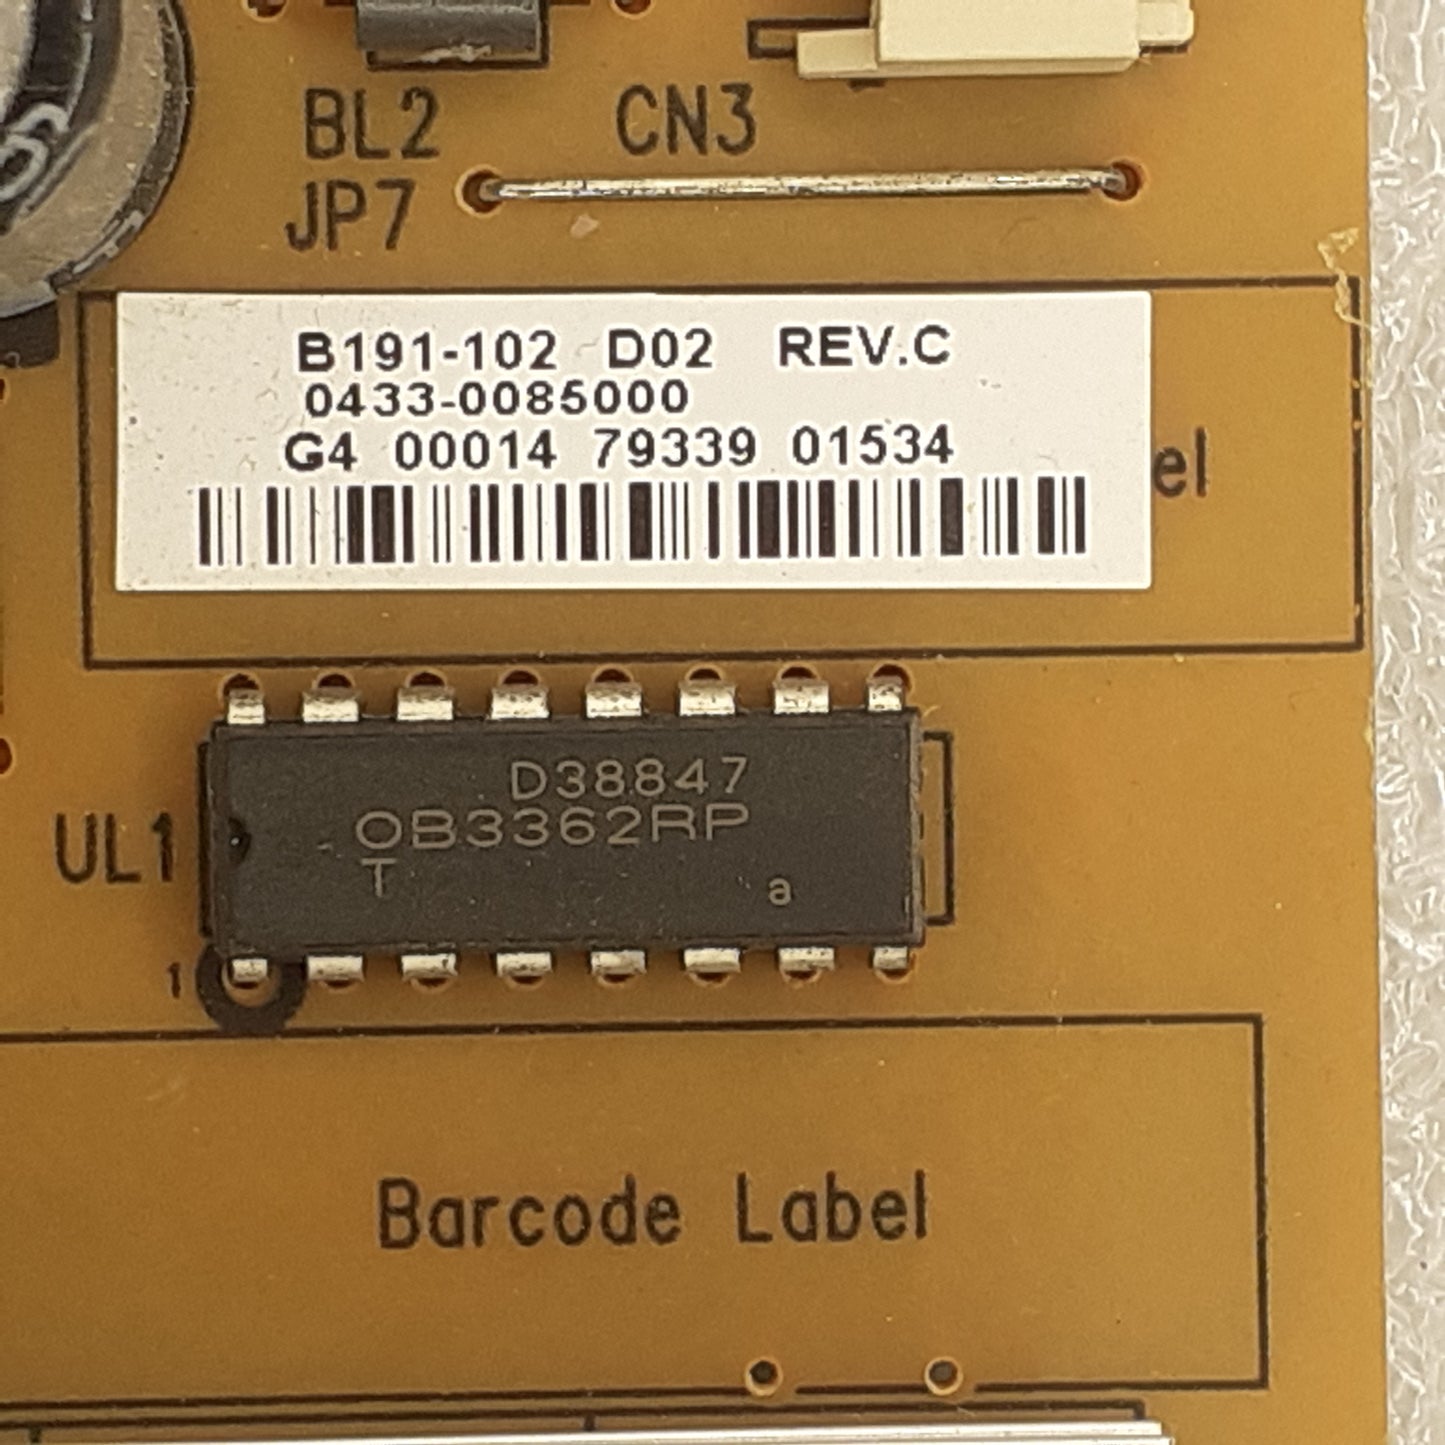 BL2
CN3
JP7
B191-102 D02 REV.C
0433-0085000
G4 00014 79339 01534
el
D38847
OB3362RP
T
a
UL1
1
Barcode Label